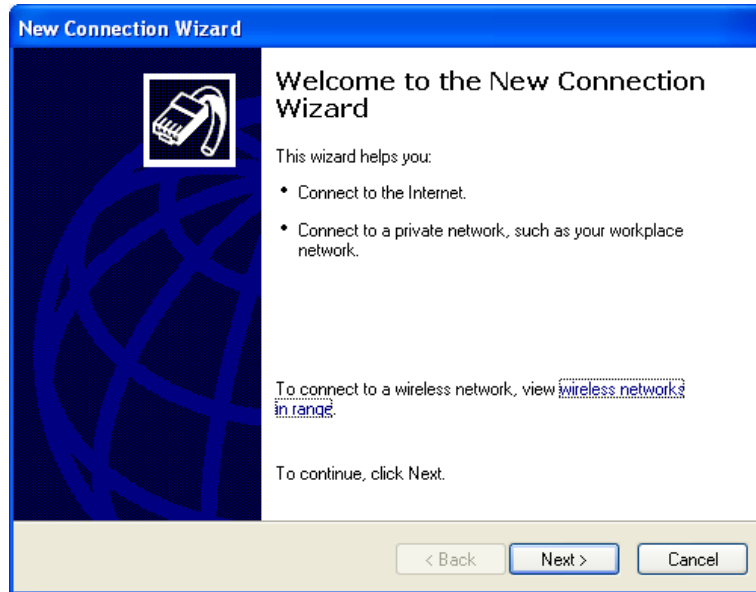 New Connection Wizard
Welcome to the New Connection
Wizard
This wizard helps you:
• Connect to the Internet.
• Connect to a private network, such as your workplace
network.
To connect to a wireless network, view wireless networks
in range.
To continue, click Next.
< Back Next > Cancel